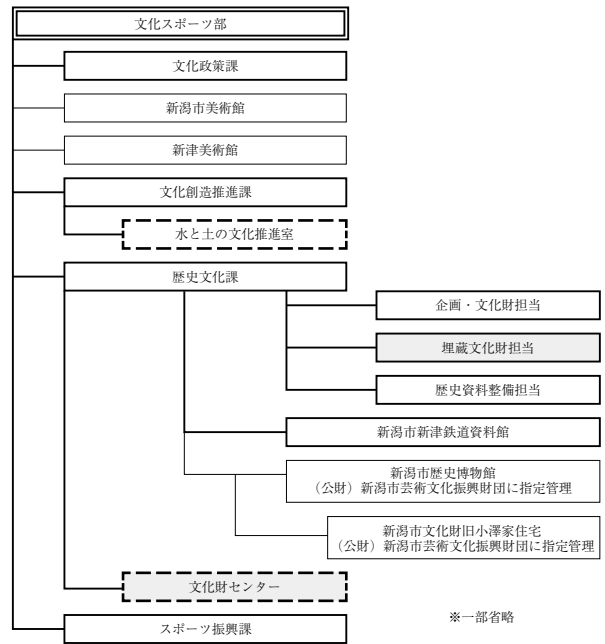 文化スポーツ部
文化政策課
新潟市美術館
新津美術館
文化創造推進課
水と土の文化推進室
歴史文化課
企画・文化財担当
埋蔵文化財担当
歴史資料整備担当
新潟市新津鉄道資料館
新潟市歴史博物館
（公財）新潟市芸術文化振興財団に指定管理
新潟市文化財旧小澤家住宅
（公財）新潟市芸術文化振興財団に指定管理
文化財センター
スポーツ振興課
※一部省略